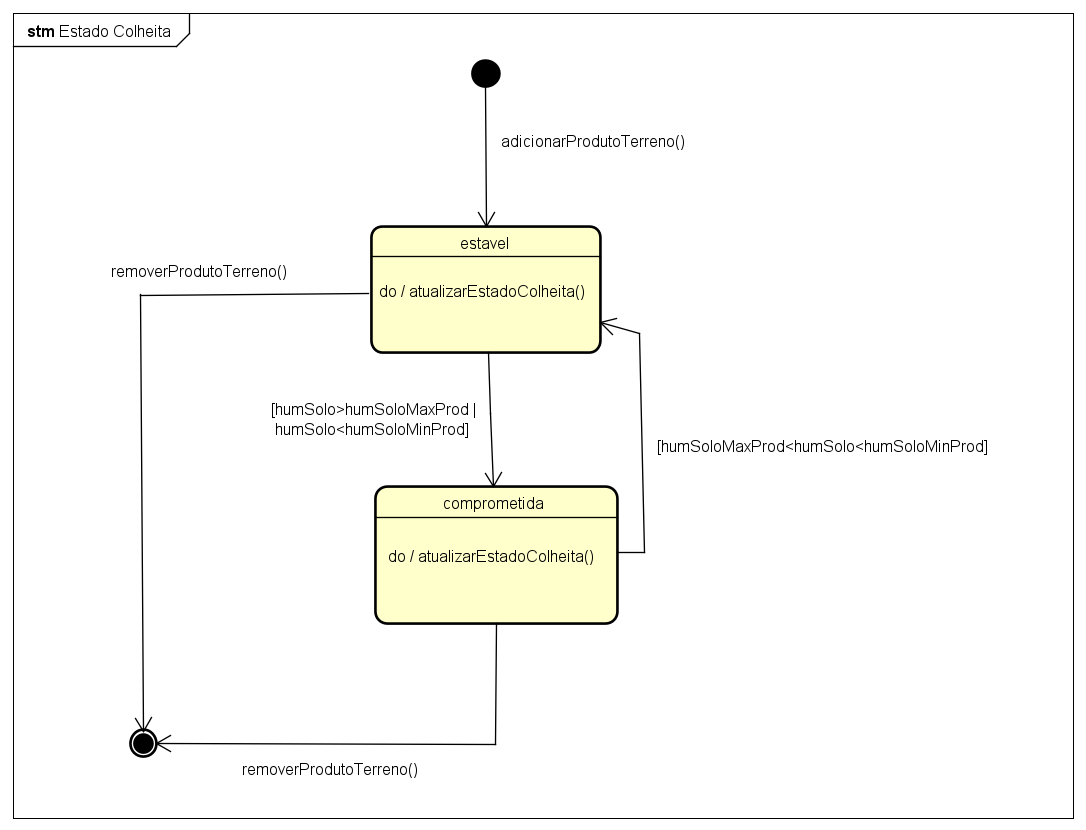 stm Estado Colheita
adicionarProdutoTerreno()
estavel
removerProdutoTerreno()
do / atualizarEstadoColheita()
[humSolo>humSoloMaxProd |
humSolo<humSoloMinProd]
[humSoloMaxProd<humSolo<humSoloMinProd]
comprometida
do / atualizarEstadoColheita()
removerProdutoTerreno()